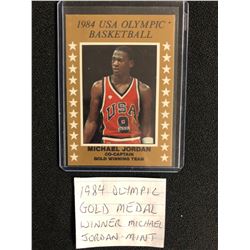 1984 USA OLYMPIC
BASKETBALL
USA
9
MICHAEL JORDAN
CO-CAPTAIN
GOLD WINNING TEAM
1984 OLYMPIC
GOLD MEDAL
WINNER MICHAEL
JORDAN MINT